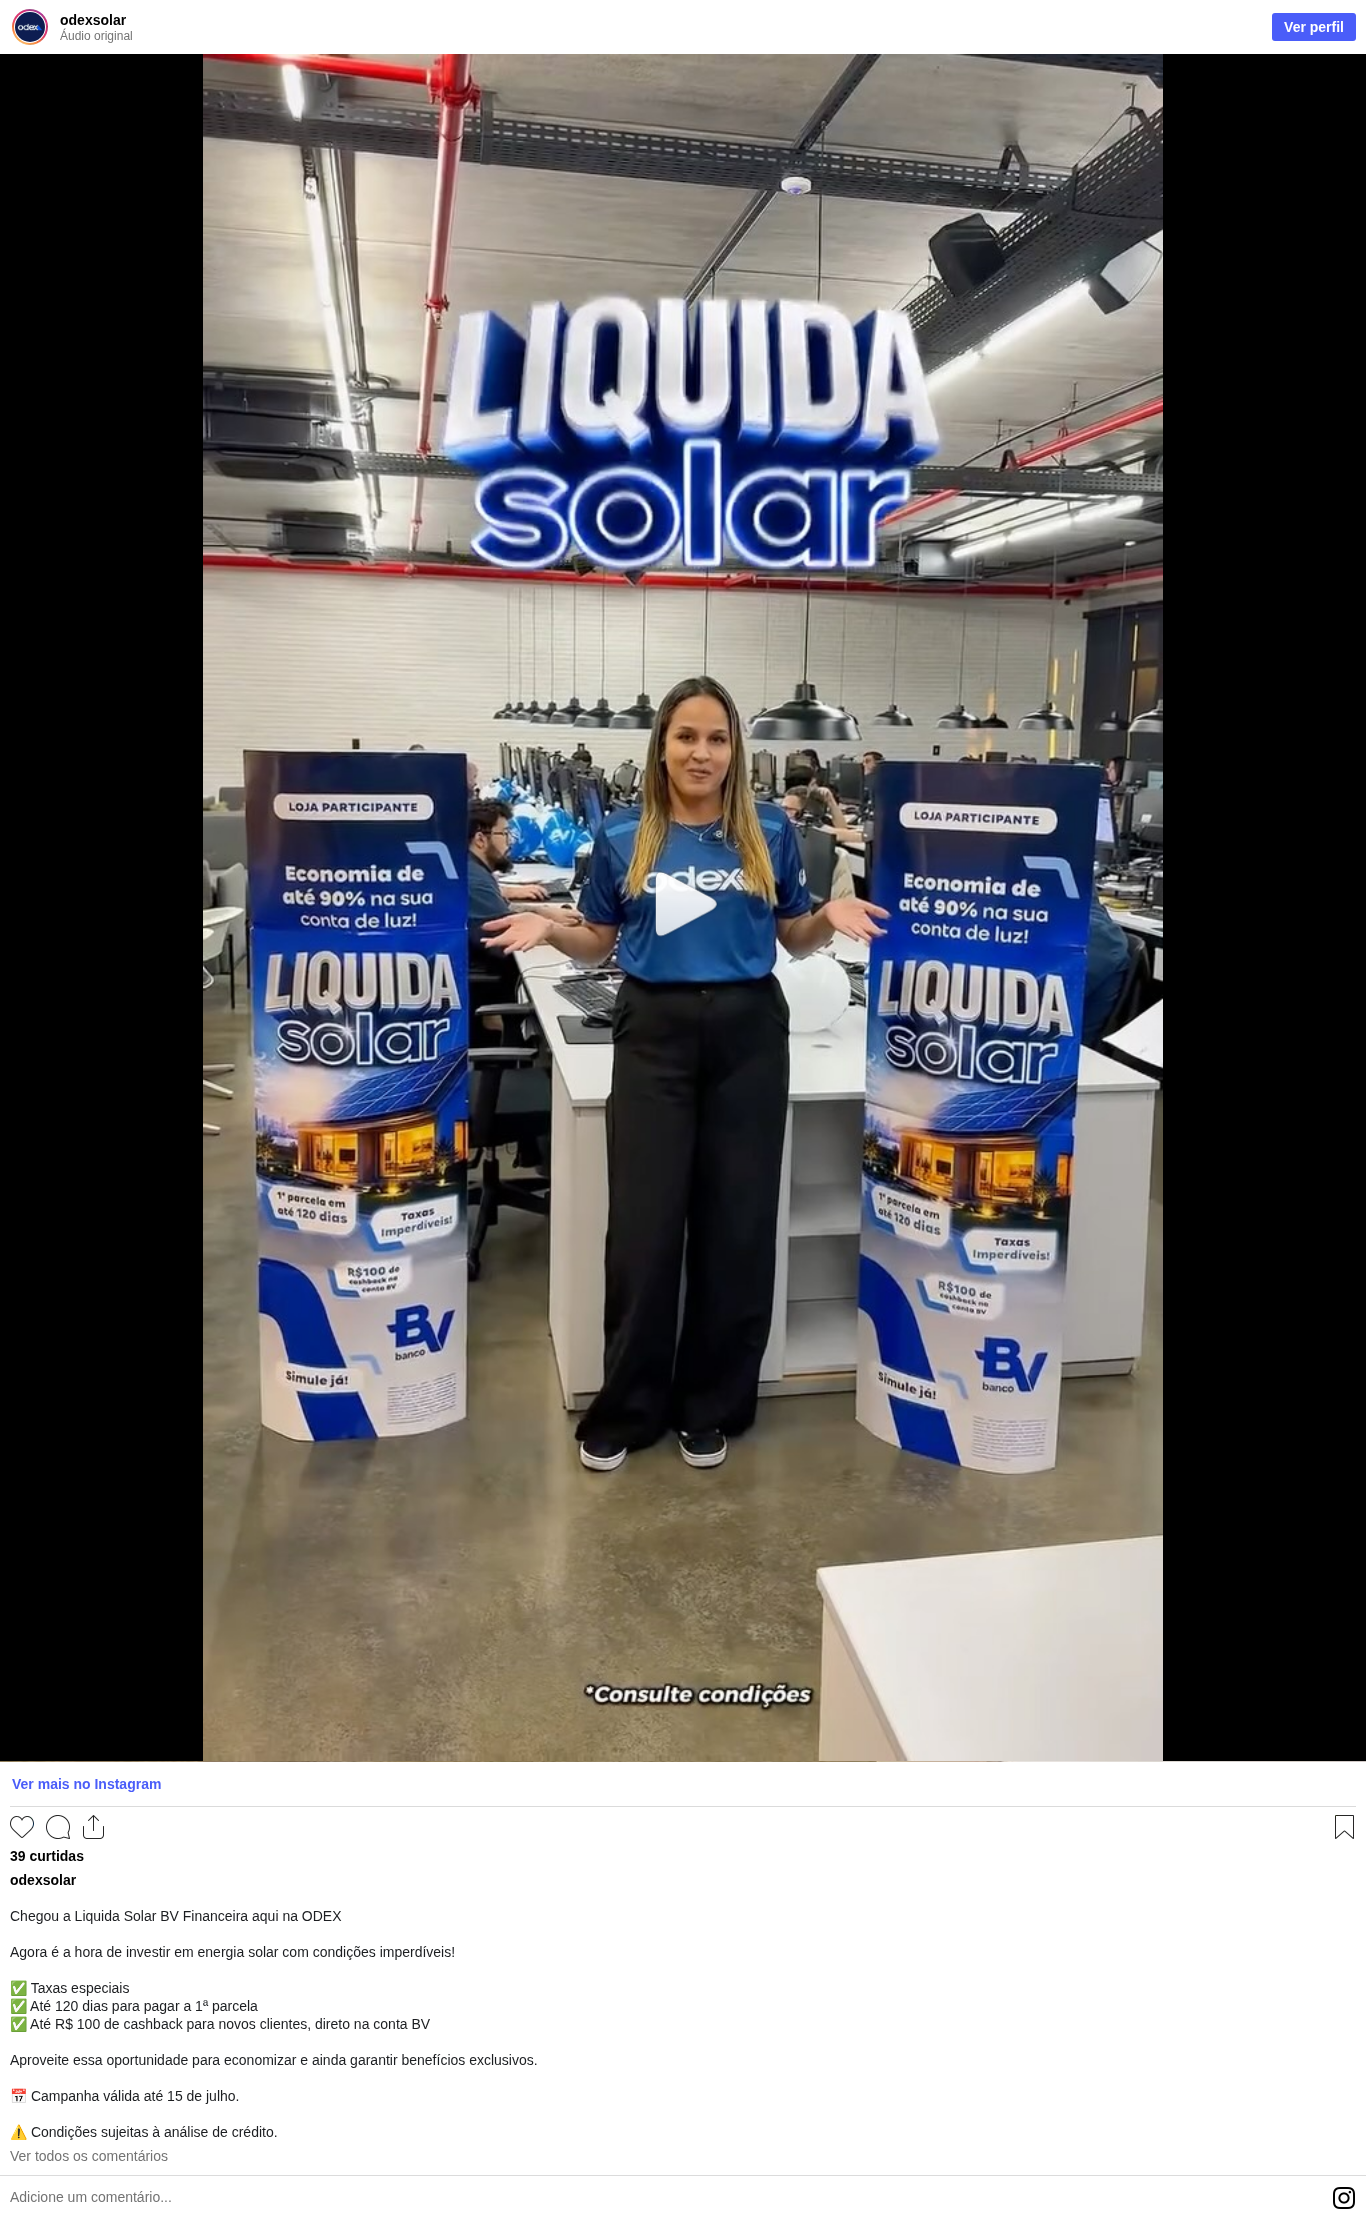 odex
odexsolar
Áudio original
Ver perfil
LIQUIDA
solar
LOJA PARTICIPANTE
Economia de
até 90% na sua
conta de luz!
LIQUIDA
solar
1ª parcela em
até 120 dias
Taxas
Imperdíveis!
R$100 de
cashback na
conta BV
BV
banco
Simule já!
odex
LOJA PARTICIPANTE
Economia de
até 90% na sua
conta de luz!
LIQUIDA
solar
1ª parcela em
até 120 dias
Taxas
Imperdíveis!
R$100 de
cashback na
conta BV
BV
banco
Simule já!
*Consulte condições
Ver mais no Instagram
39 curtidas
odexsolar
Chegou a Liquida Solar BV Financeira aqui na ODEX
Agora é a hora de investir em energia solar com condições imperdíveis!
✅ Taxas especiais
✅ Até 120 dias para pagar a 1ª parcela
✅ Até R$ 100 de cashback para novos clientes, direto na conta BV
Aproveite essa oportunidade para economizar e ainda garantir benefícios exclusivos.
📅 Campanha válida até 15 de julho.
⚠️ Condições sujeitas à análise de crédito.
Ver todos os comentários
Adicione um comentário...